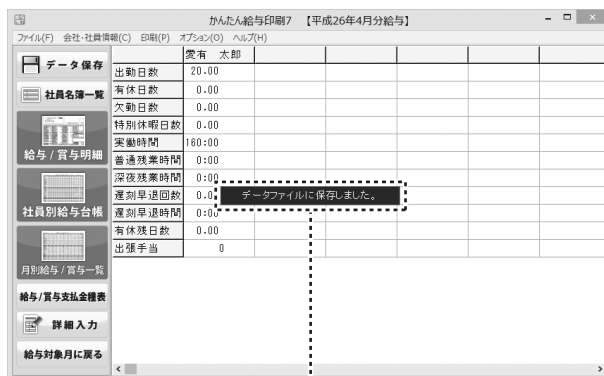 かんたん給与印刷7 【平成26年4月分給与】
ファイル(F) 会社・社員情報(C) 印刷(P) オプション(O) ヘルプ(H)
データ保存
社員名簿一覧
給与/賞与明細
社員別給与台帳
月別給与/賞与一覧
給与/賞与支払金種表
詳細入力
給与対象月に戻る
愛有 太郎
出勤日数 20.00
有休日数 0.00
欠勤日数 0.00
特別休暇日数 0.00
実働時間 160:00
普通残業時間 0:00
深夜残業時間 0:00
遅刻早退回数 0.0
遅刻早退時間 0:00
有休残日数 0.00
出張手当 0
データファイルに保存しました。